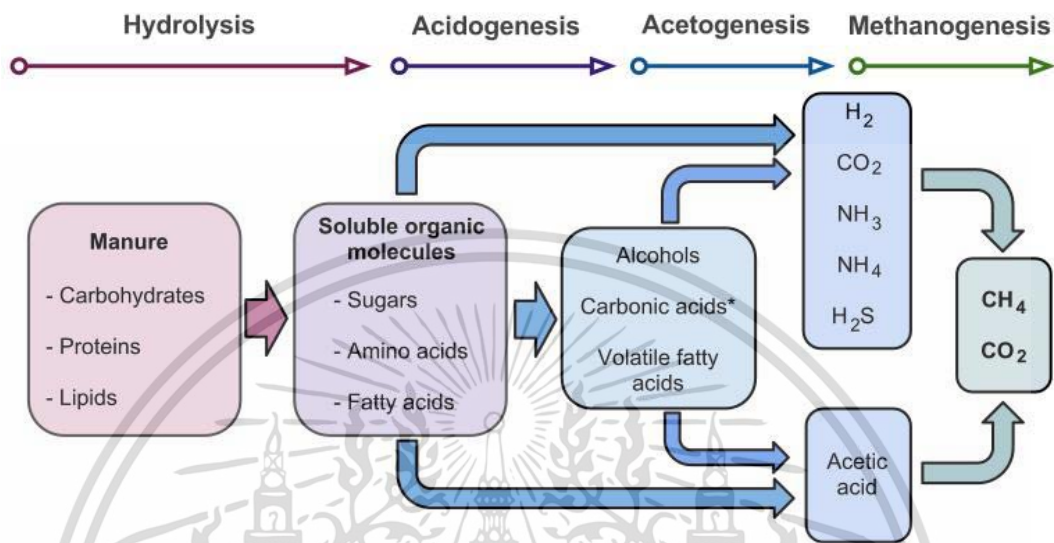 Hydrolysis
Acidogenesis
Acetogenesis
Methanogenesis
Manure
- Carbohydrates
- Proteins
- Lipids
Soluble organic
molecules
- Sugars
- Amino acids
- Fatty acids
Alcohols
Carbonic acids*
Volatile fatty
acids
H₂
CO₂
NH₃
NH₄
H₂S
Acetic
acid
CH₄
CO₂